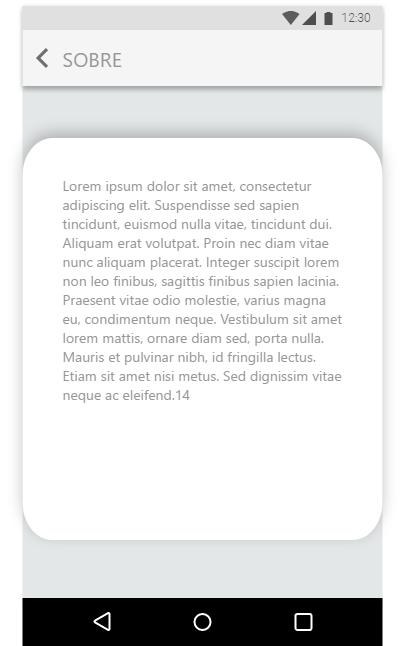 12:30
SOBRE
Lorem ipsum dolor sit amet, consectetur
adipiscing elit. Suspendisse sed sapien
tincidunt, euismod nulla vitae, tincidunt dui.
Aliquam erat volutpat. Proin nec diam vitae
nunc aliquam placerat. Integer suscipit lorem
non leo finibus, sagittis finibus sapien lacinia.
Praesent vitae odio molestie, varius magna
eu, condimentum neque. Vestibulum sit amet
lorem mattis, ornare diam sed, porta nulla.
Mauris et pulvinar nibh, id fringilla lectus.
Etiam sit amet nisi metus. Sed dignissim vitae
neque ac eleifend.14